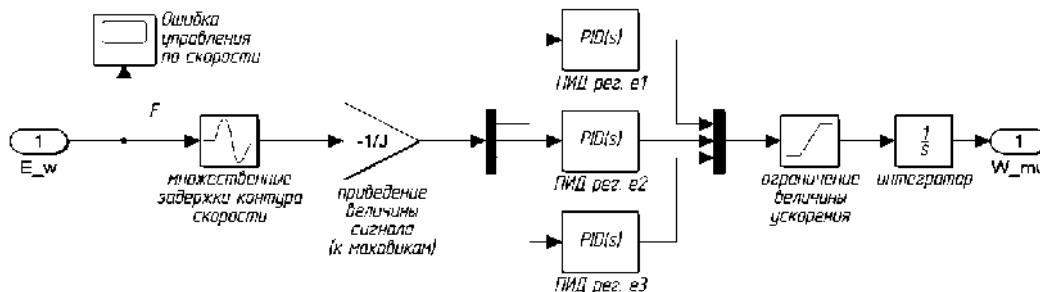 Ошибка
управления
по скорости
F
1
E_w
множественные
задержки контура
скорости
-1/J
приведение
величины
сигнала
(к маховикам)
PID(s)
ПИД рег. e1
PID(s)
ПИД рег. e2
PID(s)
ПИД рег. e3
ограничение
величины
ускорения
1
s
интегратор
1
W_mu